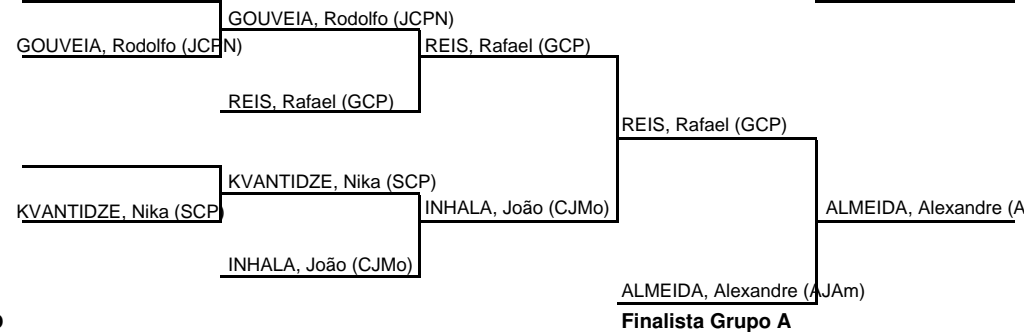 GOUVEIA, Rodolfo (JCPN)
GOUVEIA, Rodolfo (JCPN)
REIS, Rafael (GCP)
REIS, Rafael (GCP)
REIS, Rafael (GCP)
KVANTIDZE, Nika (SCP)
KVANTIDZE, Nika (SCP)
INHALA, João (CJMo)
ALMEIDA, Alexandre (A
INHALA, João (CJMo)
ALMEIDA, Alexandre (AJAm)
Finalista Grupo A